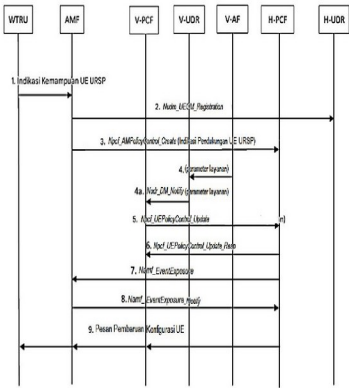 WTRU
AMF
V-PCF
V-UDR
V-AF
H-PCF
H-UDR
1. Indikasi Kemampuan UE URSP
2. Nudm_UECM_Registration
3. Npcf_AMPolicyControl_Create (Indikasi Pendukungan UE URSP)
4. (parameter layanan)
4a. Nudr_DM_Notify (parameter layanan)
5. Npcf_UEPolicyControl_Update
6. Npcf_UEPolicyControl_Update_Resp
7. Namf_EventExposure
8. Namf_EventExposure_Notify
9. Pesan Pembaruan Konfigurasi UE